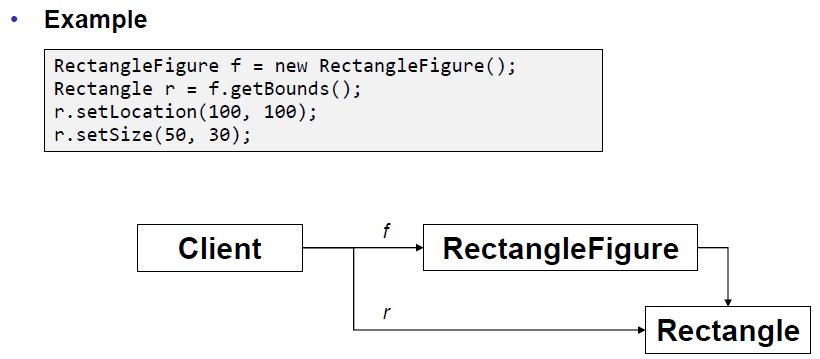 • Example
RectangleFigure f = new RectangleFigure();
Rectangle r = f.getBounds();
r.setLocation(100, 100);
r.setSize(50, 30);
f
Client
RectangleFigure
r
Rectangle